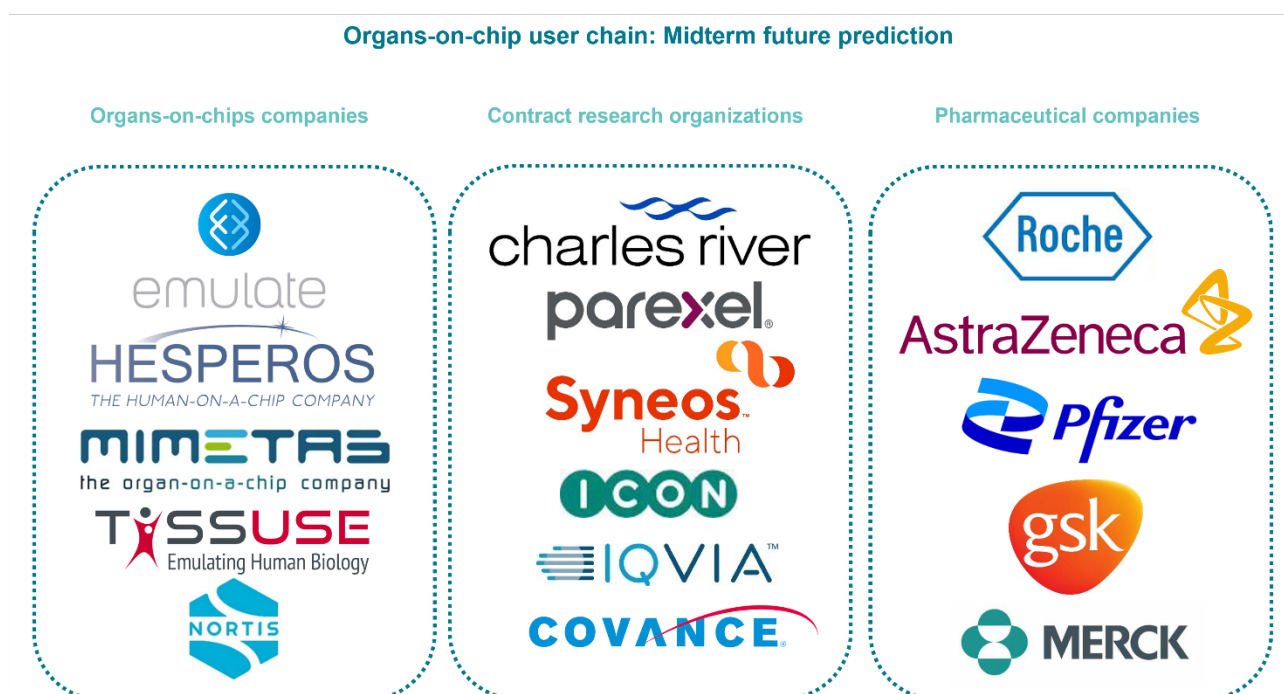 Organs-on-chip user chain: Midterm future prediction
Organs-on-chips companies
Contract research organizations
Pharmaceutical companies
emulate
HESPEROS
THE HUMAN-ON-A-CHIP COMPANY
MIMETAS
the organ-on-a-chip company
TISSUSE
Emulating Human Biology
NORTIS
charles river
parexel®
Syneos™
Health
ICON
IQVIA™
COVANCE®
Roche
AstraZeneca
Pfizer
gsk
MERCK